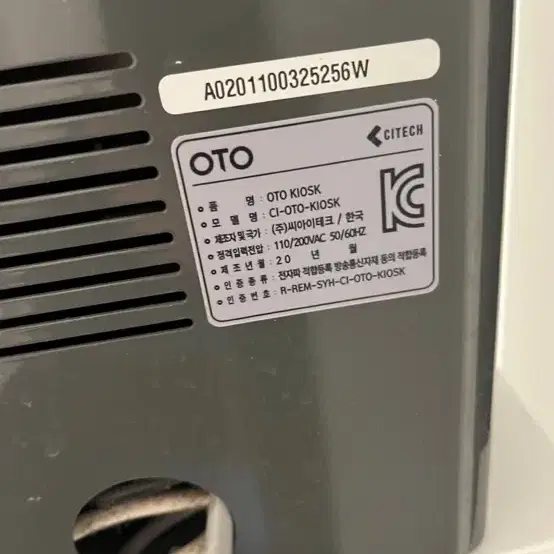 A0201100325256W
OTO
CITECH
품 명 : OTO KIOSK
모 델 명 : CI-OTO-KIOSK
제조자 및 국가 : (주)씨아이테크 / 한국
정격입력전압 : 110/200VAC 50/60HZ
제 조 년 월 : 2 0 년 월
인 증 종 류 : 전자파 적합등록 방송통신자재 동의 적합등록
인 증 번 호 : R-REM-SYH-CI-OTO-KIOSK